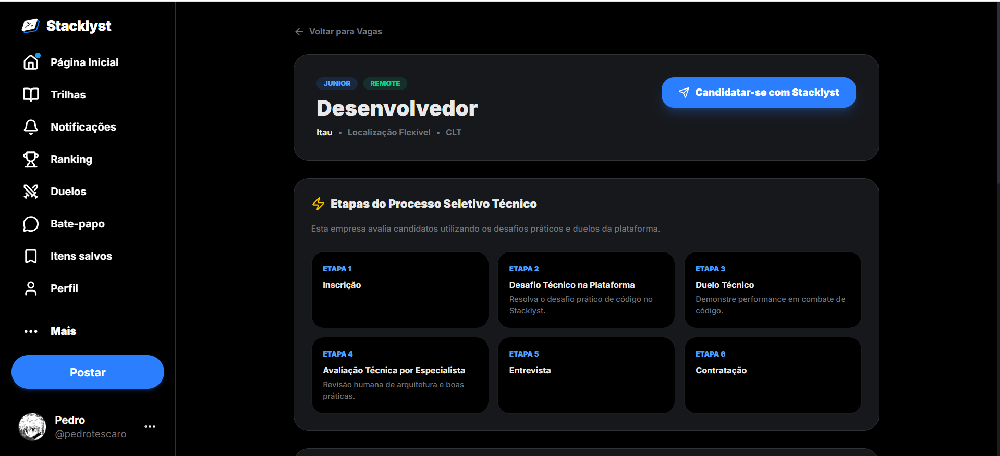 Stacklyst
Página Inicial
Trilhas
Notificações
Ranking
Duelos
Bate-papo
Itens salvos
Perfil
Mais
Postar
Pedro
@pedrotescaro
Voltar para Vagas
JUNIOR REMOTE
Desenvolvedor
Itau • Localização Flexível • CLT
Candidatar-se com Stacklyst
Etapas do Processo Seletivo Técnico
Esta empresa avalia candidatos utilizando os desafios práticos e duelos da plataforma.
ETAPA 1
Inscrição
ETAPA 2
Desafio Técnico na Plataforma
Resolva o desafio prático de código no
Stacklyst.
ETAPA 3
Duelo Técnico
Demonstre performance em combate de
código.
ETAPA 4
Avaliação Técnica por Especialista
Revisão humana de arquitetura e boas
práticas.
ETAPA 5
Entrevista
ETAPA 6
Contratação